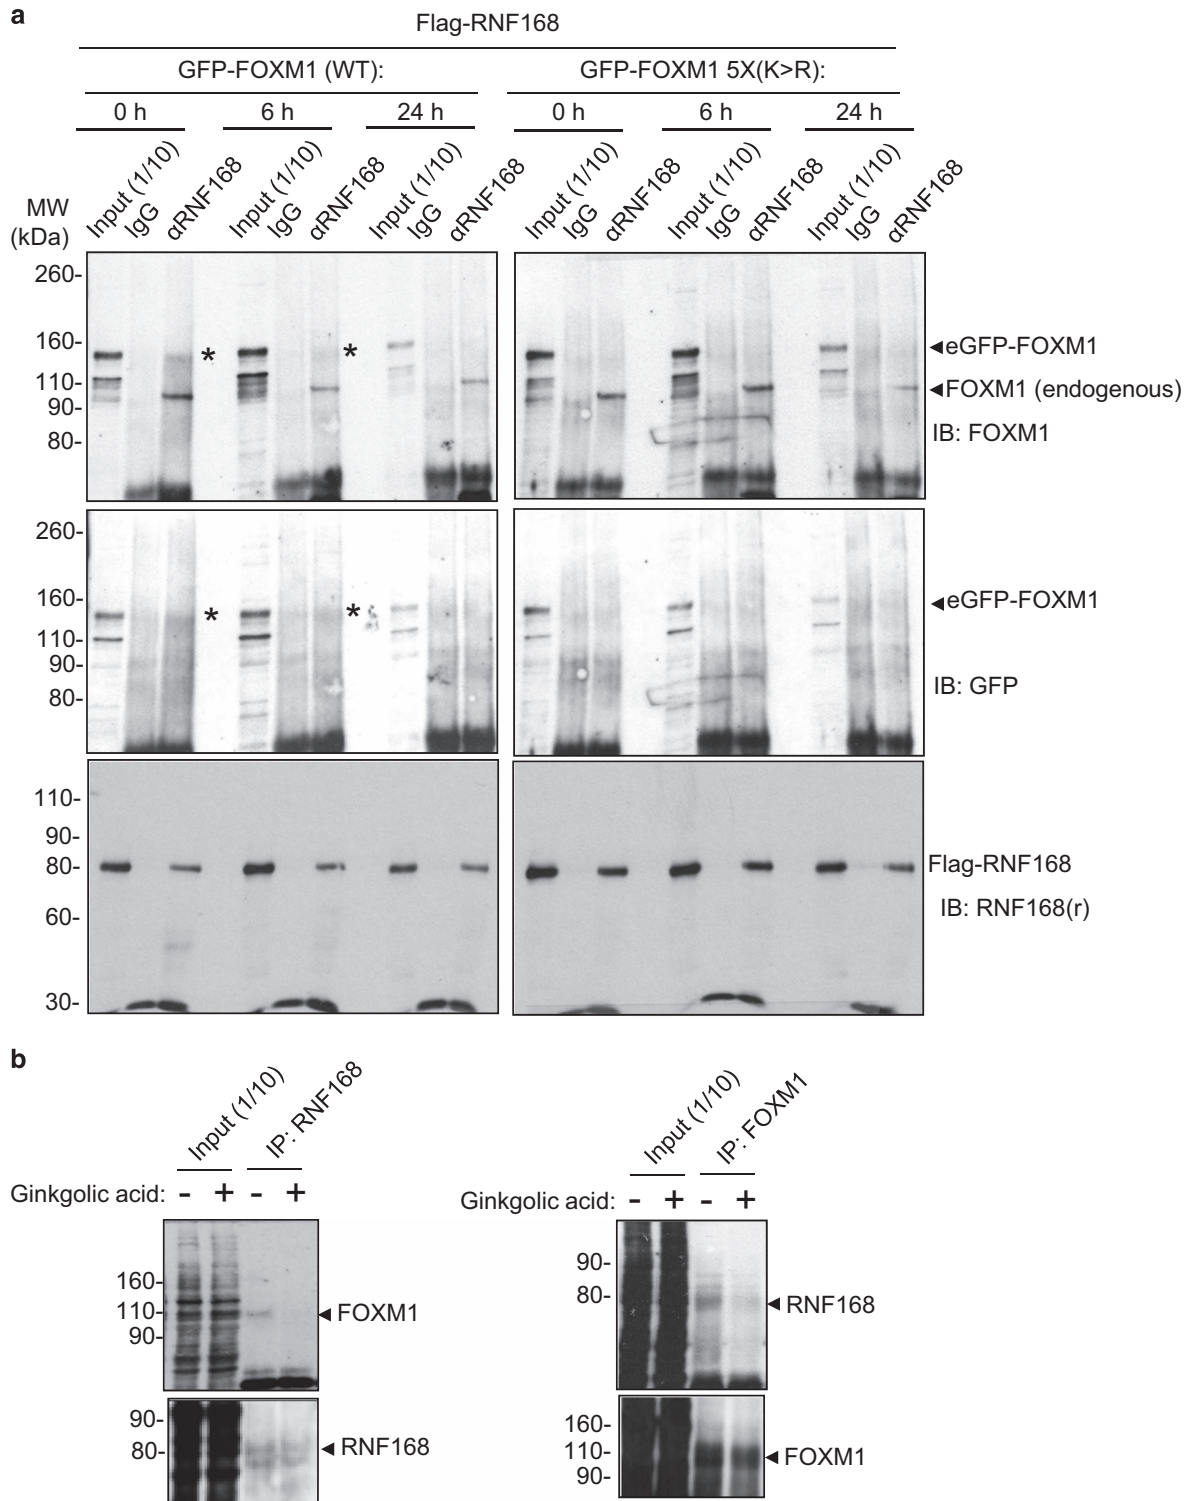 a
Flag-RNF168
GFP-FOXM1 (WT): GFP-FOXM1 5X(K>R):
0 h 6 h 24 h 0 h 6 h 24 h
Input (1/10) IgG αRNF168 Input (1/10) IgG αRNF168 Input (1/10) IgG αRNF168 Input (1/10) IgG αRNF168 Input (1/10) IgG αRNF168 Input (1/10) IgG αRNF168
MW
(kDa)
260-
160- * * eGFP-FOXM1
110- FOXM1 (endogenous)
90-
80- IB: FOXM1
260-
160- * * eGFP-FOXM1
110-
90-
80- IB: GFP
110-
90-
80- Flag-RNF168
60- IB: RNF168(r)
30-
b
Input (1/10) IP: RNF168
Ginkgolic acid: - + - +
160-
110- FOXM1
90-
90-
80- RNF168
Input (1/10) IP: FOXM1
Ginkgolic acid: - + - +
90-
80- RNF168
160-
110- FOXM1
90-